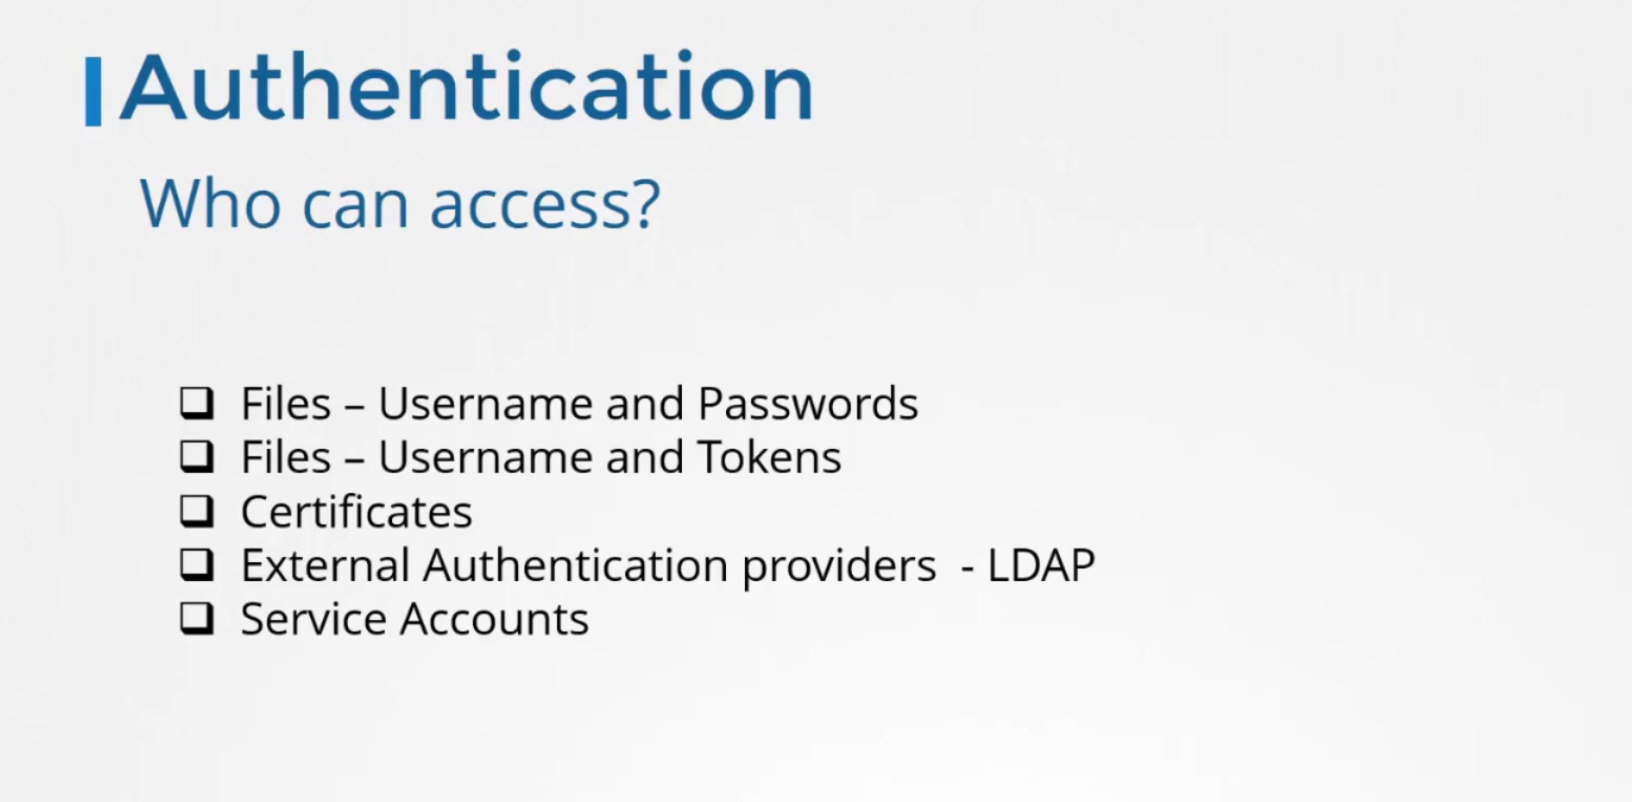 Authentication
Who can access?
❑ Files – Username and Passwords
❑ Files – Username and Tokens
❑ Certificates
❑ External Authentication providers  - LDAP
❑ Service Accounts